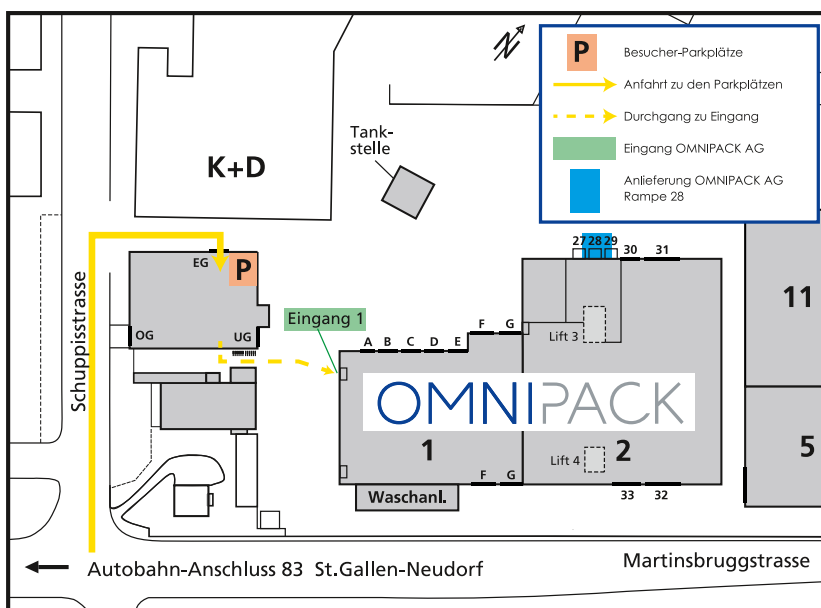 N
P
Besucher-Parkplätze
Anfahrt zu den Parkplätzen
Durchgang zu Eingang
Eingang OMNIPACK AG
Anlieferung OMNIPACK AG
Rampe 28
K+D
Tank-
stelle
Schuppisstrasse
EG
P
OG
UG
Eingang 1
A B C D E
F G
27 28 29
30 31
Lift 3
11
OMNIPACK
1
2
5
Lift 4
F G
33 32
Waschanl.
Autobahn-Anschluss 83 St.Gallen-Neudorf
Martinsbruggstrasse